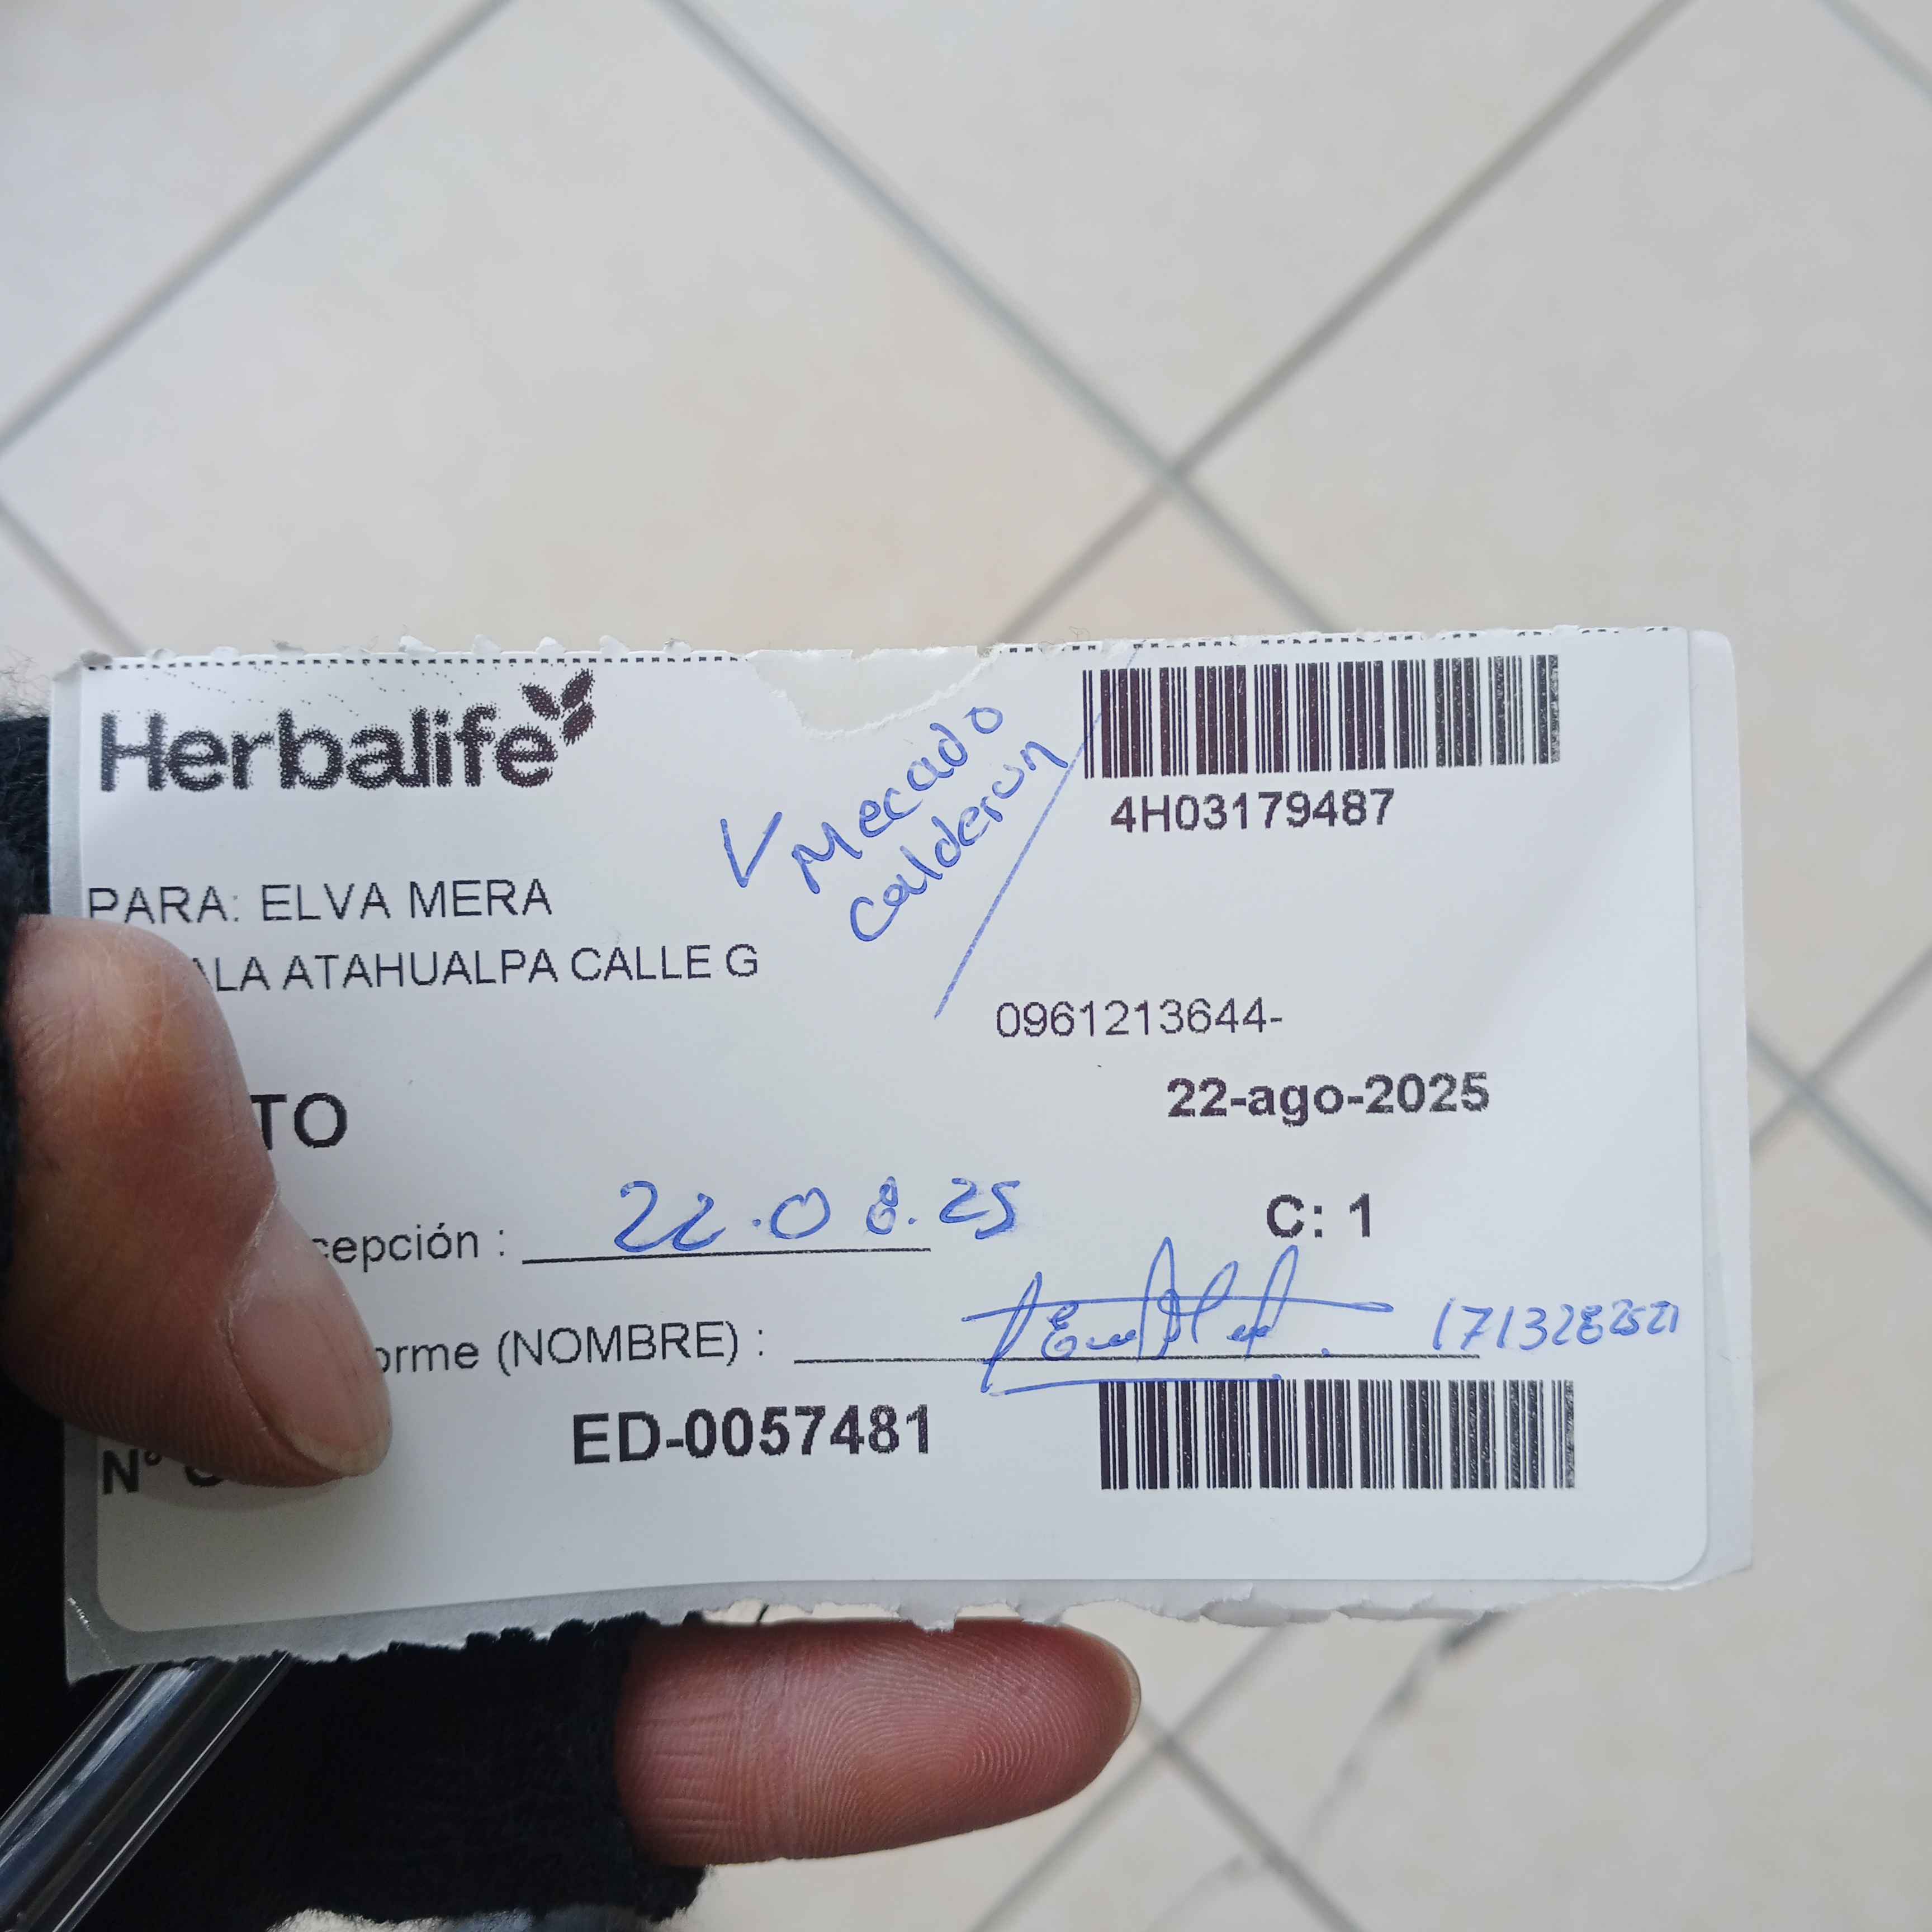 Herbalife
V Mecado
Calderon
4H03179487
PARA: ELVA MERA
ALA ATAHUALPA CALLE G
0961213644-
22-ago-2025
TO
cepción : 22.08.25
C: 1
orme (NOMBRE) :
ED-0057481
N°